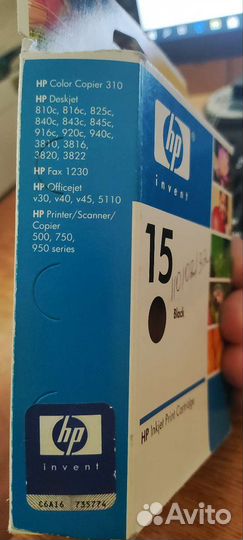 HP Color Copier 310
HP Deskjet
810c, 816c, 825c,
840c, 843c, 845c,
916c, 920c, 940c,
3810, 3816,
3820, 3822
HP Fax 1230
HP Officejet
v30, v40, v45, 5110
HP Printer/Scanner/
Copier
500, 750,
950 series
hp
invent
15
Black
HP Inkjet Print Cartridge
hp
invent
C6A16 735774
Avito